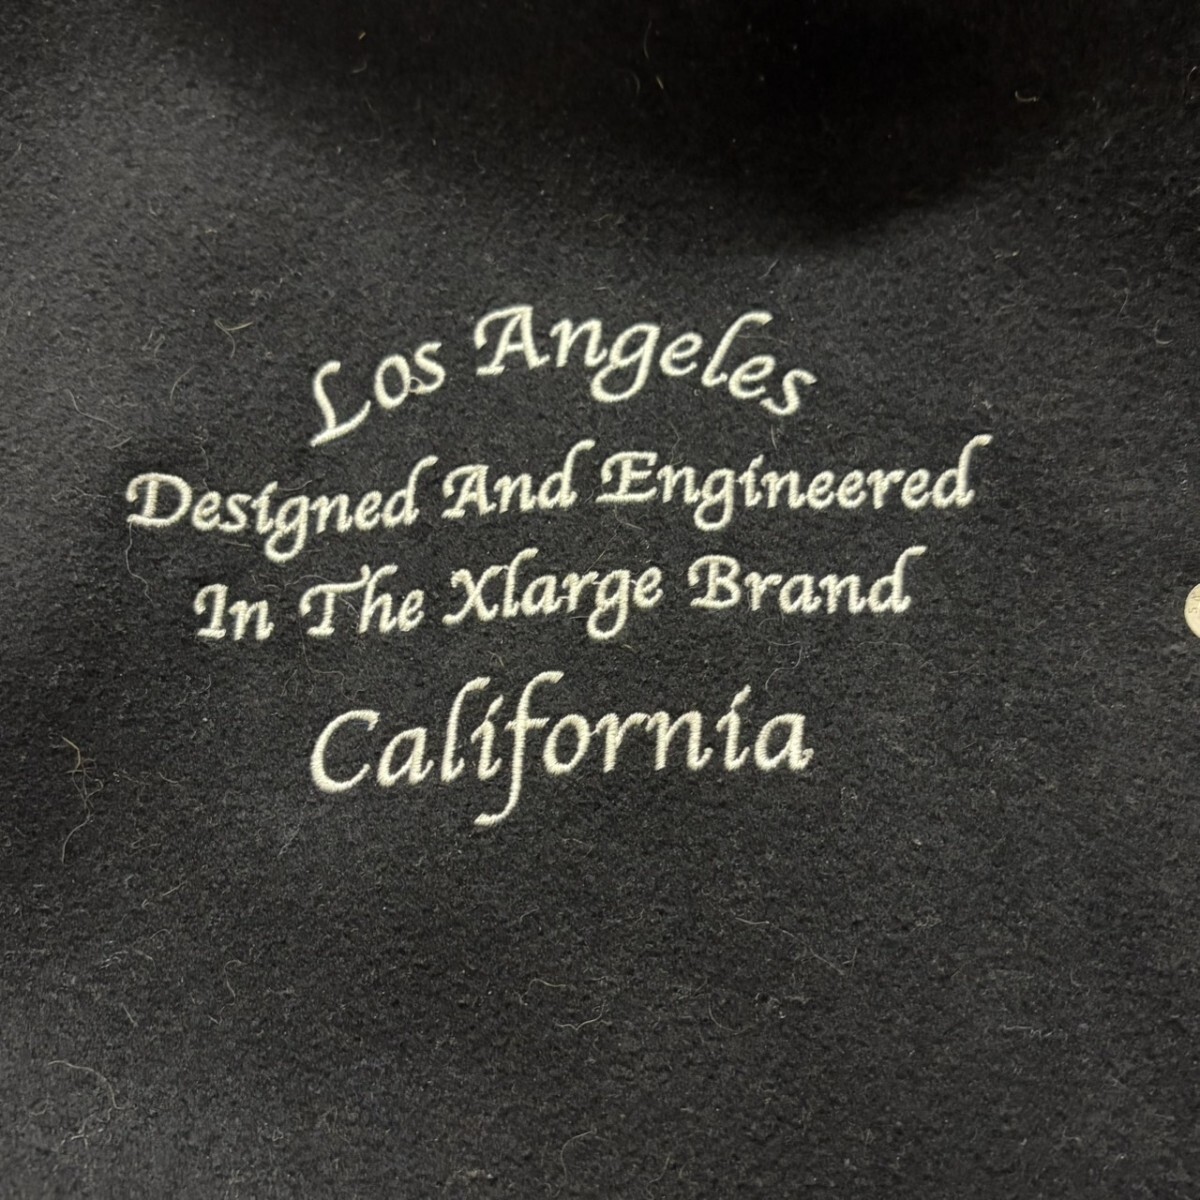 Los Angeles
Designed And Engineered
In The Xlarge Brand
California